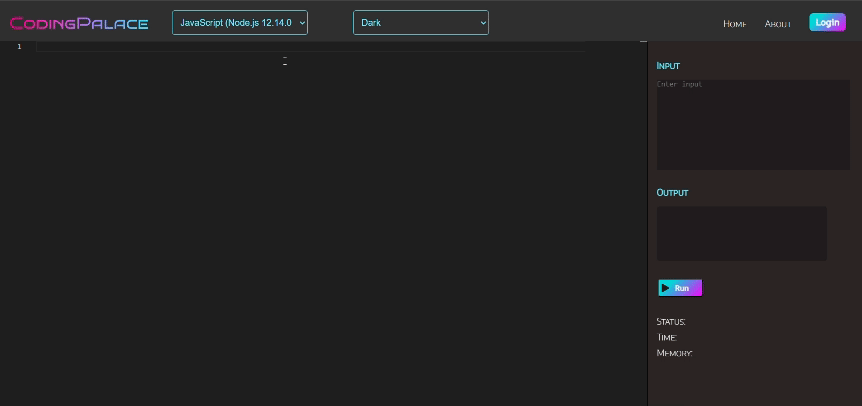 CodingPalace
JavaScript (Node.js 12.14.0
Dark
Home
About
Login
1
Input
Enter input
Output
Run
Status:
Time:
Memory: